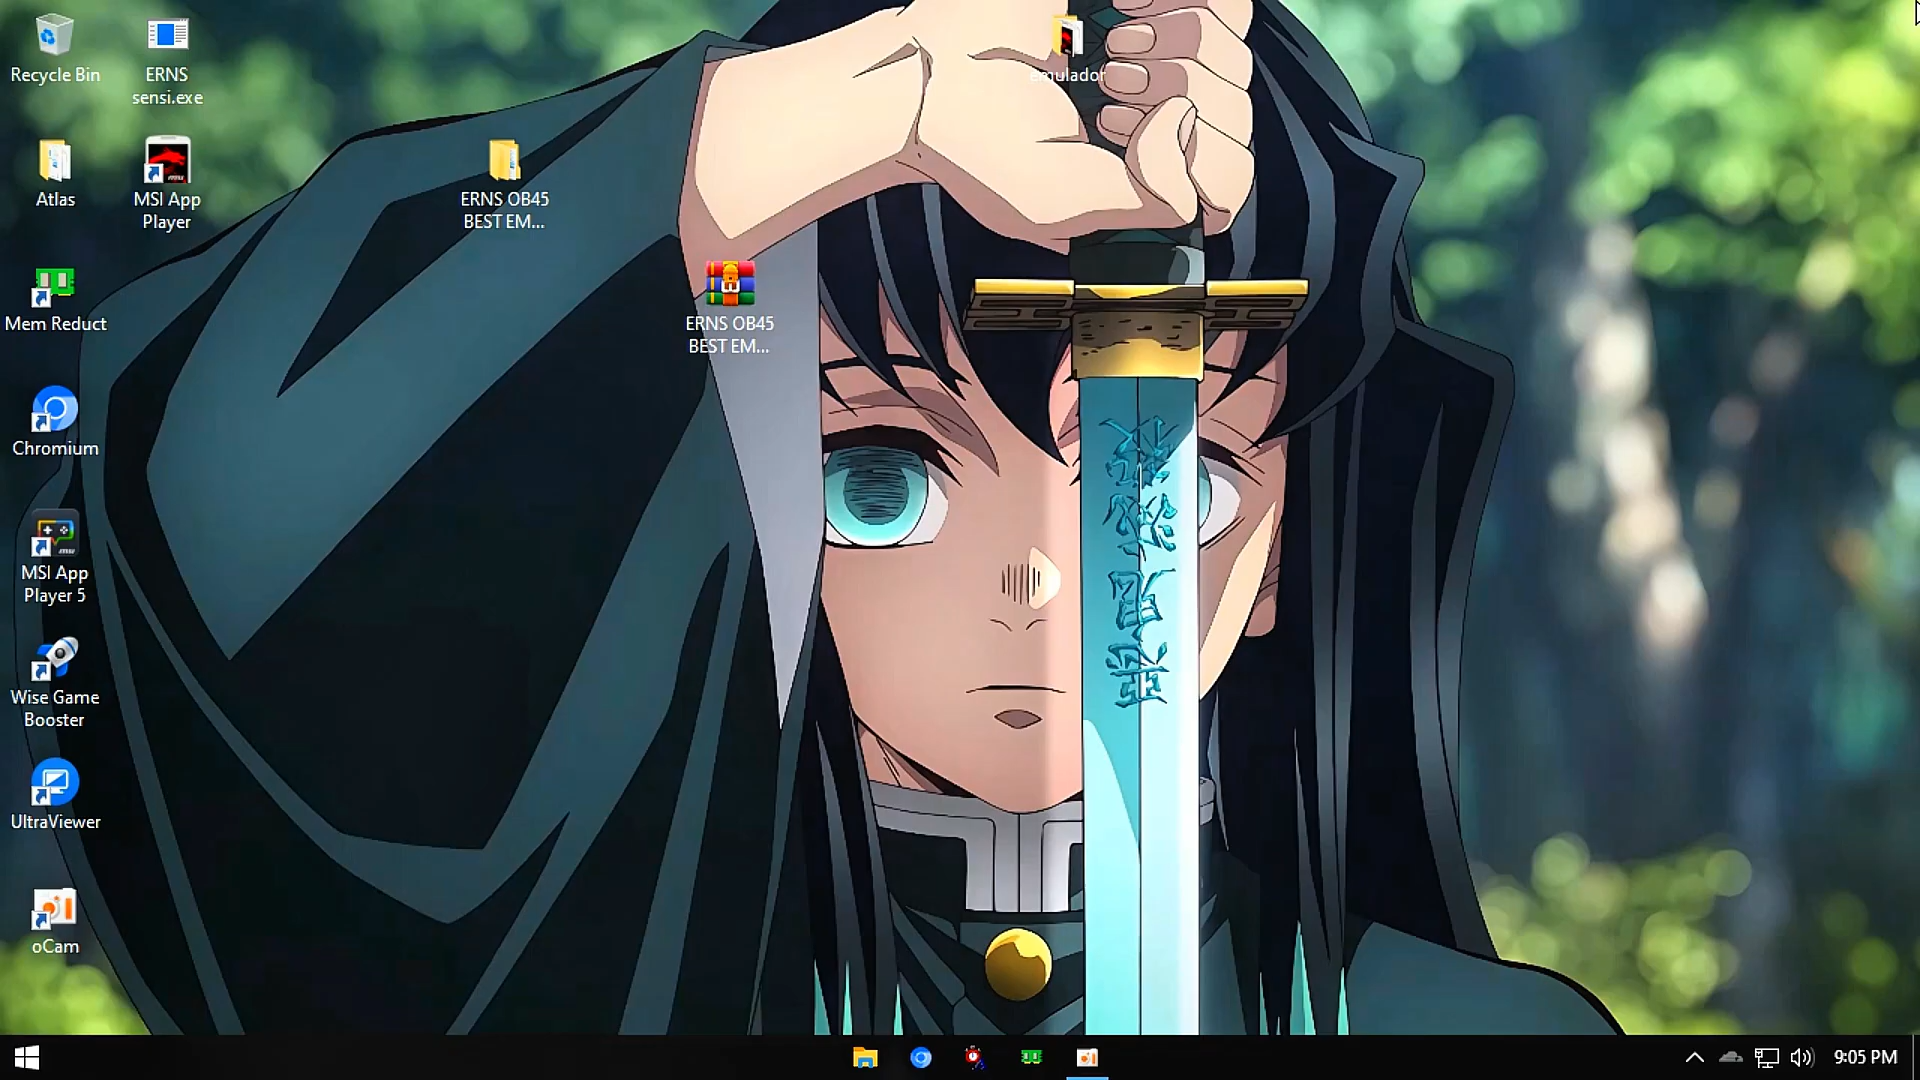 Recycle Bin
ERNS
sensi.exe
emulador
Atlas
MSI App
Player
ERNS OB45
BEST EM...
Mem Reduct
ERNS OB45
BEST EM...
Chromium
MSI App
Player 5
Wise Game
Booster
UltraViewer
oCam
9:05 PM